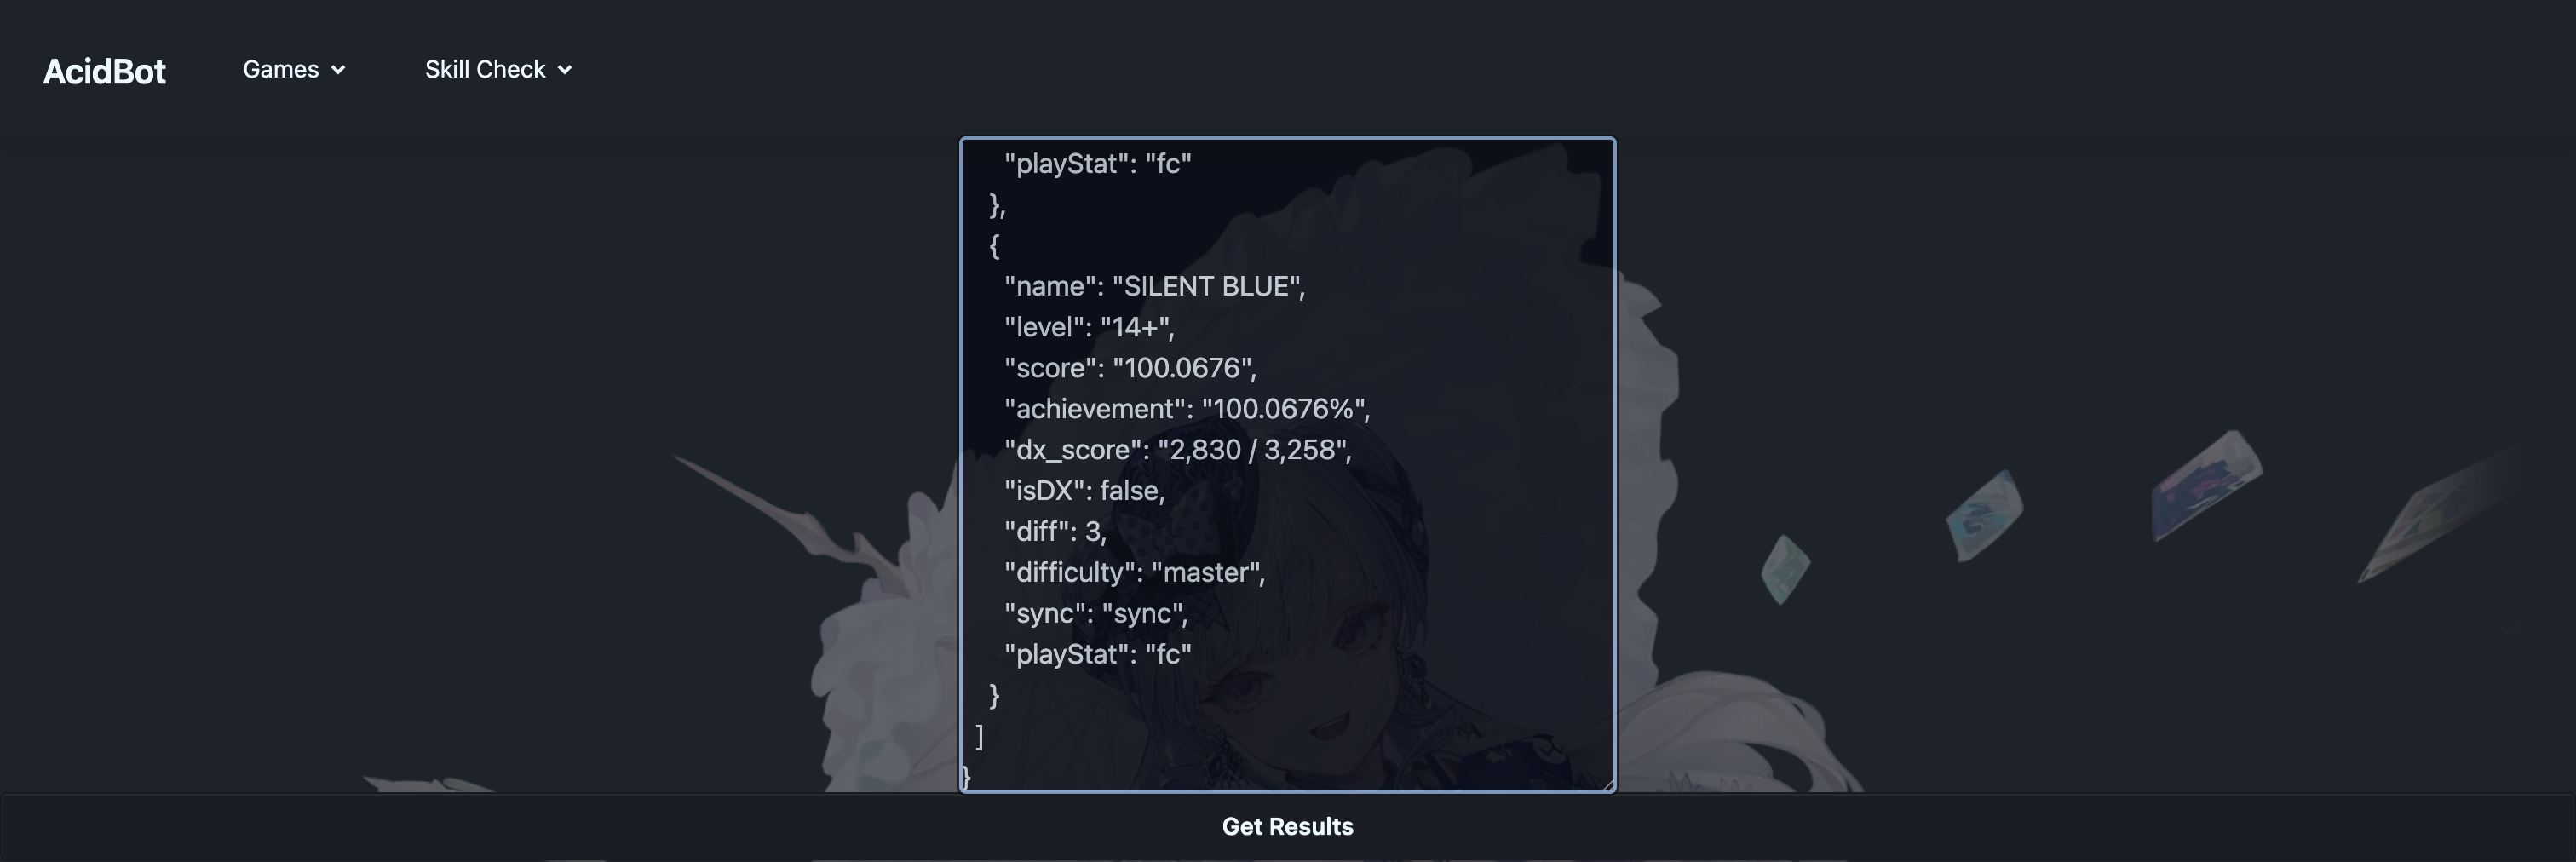 AcidBot
Games
Skill Check
"playStat": "fc"
},
{
"name": "SILENT BLUE",
"level": "14+",
"score": "100.0676",
"achievement": "100.0676%",
"dx_score": "2,830 / 3,258",
"isDX": false,
"diff": 3,
"difficulty": "master",
"sync": "sync",
"playStat": "fc"
}
]
}
Get Results